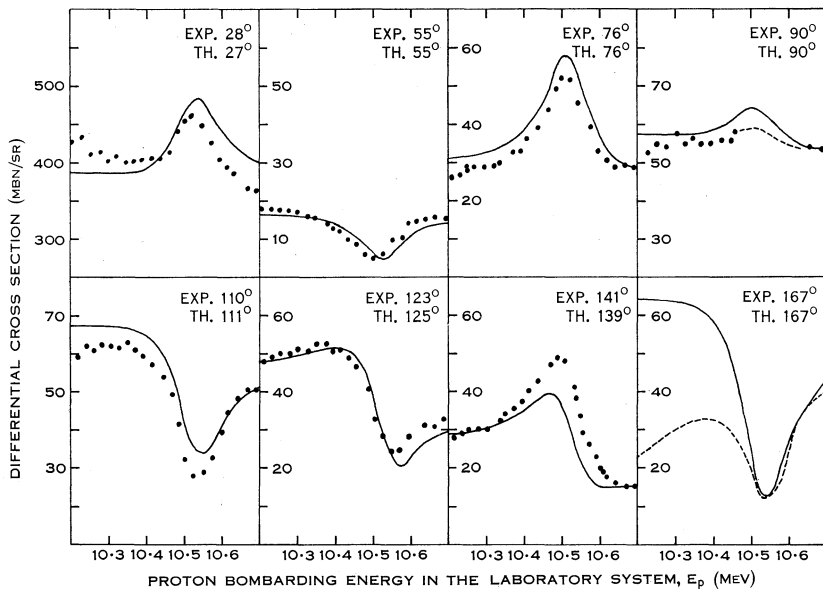 EXP. 28° EXP. 55° EXP. 76° EXP. 90°
TH. 27° TH. 55° TH. 76° TH. 90°
500 50 60 70
400 30 40 50
300 10 20 30
EXP. 110° EXP. 123° EXP. 141° EXP. 167°
TH. 111° TH. 125° TH. 139° TH. 167°
70 60 60 60
50 40 40 40
30 20 20 20
10·3 10·4 10·5 10·6 10·3 10·4 10·5 10·6 10·3 10·4 10·5 10·6 10·3 10·4 10·5 10·6
DIFFERENTIAL CROSS SECTION (MBN/SR)
PROTON BOMBARDING ENERGY IN THE LABORATORY SYSTEM, Ep (MEV)